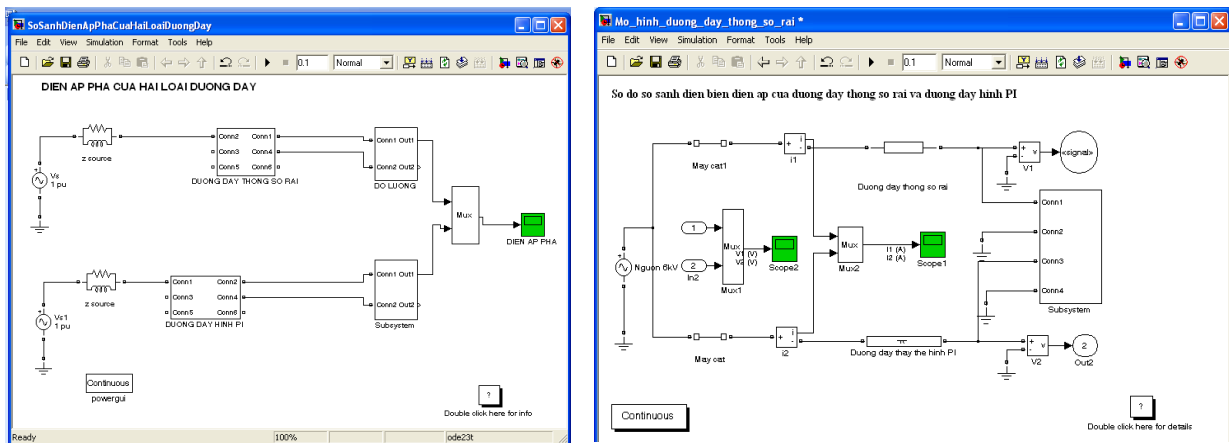 SoSanhDienApPhaCuaHaiLoaiDuongDay
File Edit View Simulation Format Tools Help
0.1 Normal
DIEN AP PHA CUA HAI LOAI DUONG DAY
z source
Vs
1 pu
Conn2 Conn1
Conn3 Conn4
Conn5 Conn6
DUONG DAY THONG SO RAI
Conn1 Out1
Conn2 Out2
DO LUONG
Mux
DIEN AP PHA
z source
Vs1
1 pu
Conn1 Conn2
Conn3 Conn4
Conn5 Conn6
DUONG DAY HINH PI
Conn1 Out1
Conn2 Out2
Subsystem
Continuous
powergui
?
Double click here for info
Ready 100% ode23t
Mo_hinh_duong_day_thong_so_rai *
File Edit View Simulation Format Tools Help
0.1 Normal
So do so sanh dien bien dien ap cua duong day thong so rai va duong day hinh PI
May cat1
+ i
-
i1
Duong day thong so rai
+ v
-
V1
<signal>
Nguon 6kV
1
2
In2
Mux
Mux1
V1 (V)
V2 (V)
Scope2
Mux
Mux2
I1 (A)
I2 (A)
Scope1
Conn1
Conn2
Conn3
Conn4
Subsystem
May cat
+ i
-
i2
Duong day thay the hinh PI
+ v
-
V2
2
Out2
Continuous
?
Double click here for details